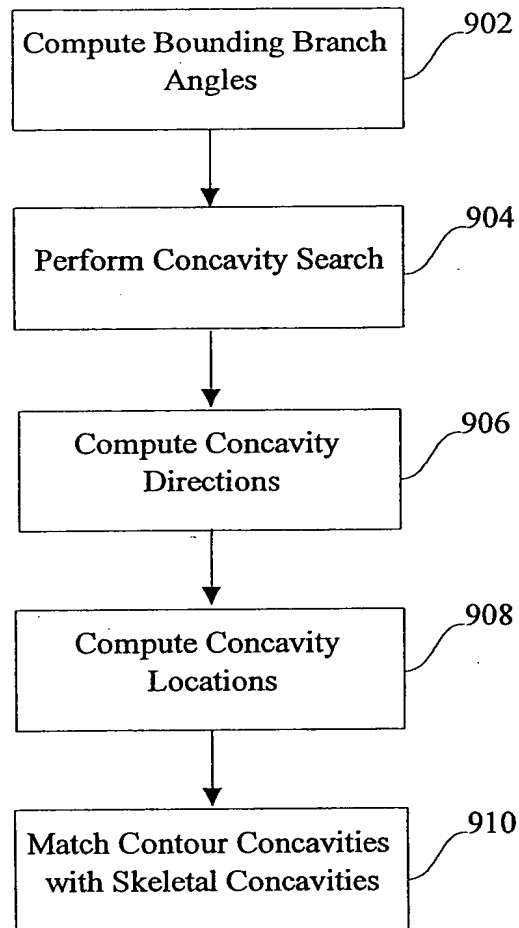 Compute Bounding Branch
Angles
902
Perform Concavity Search
904
Compute Concavity
Directions
906
Compute Concavity
Locations
908
Match Contour Concavities
with Skeletal Concavities
910